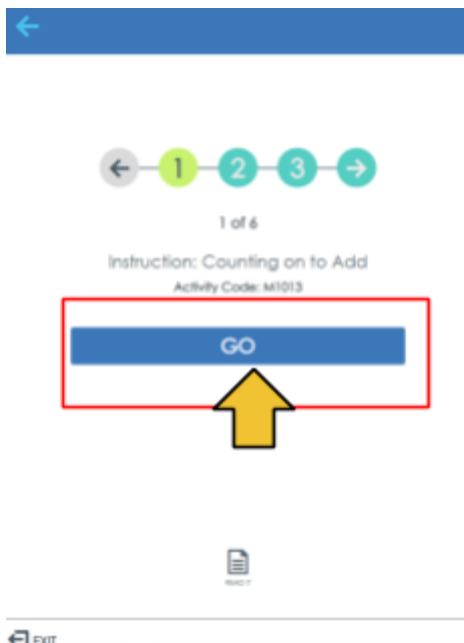 1 2 3
1 of 6
Instruction: Counting on to Add
Activity Code: M1013
GO
READ IT
EXIT